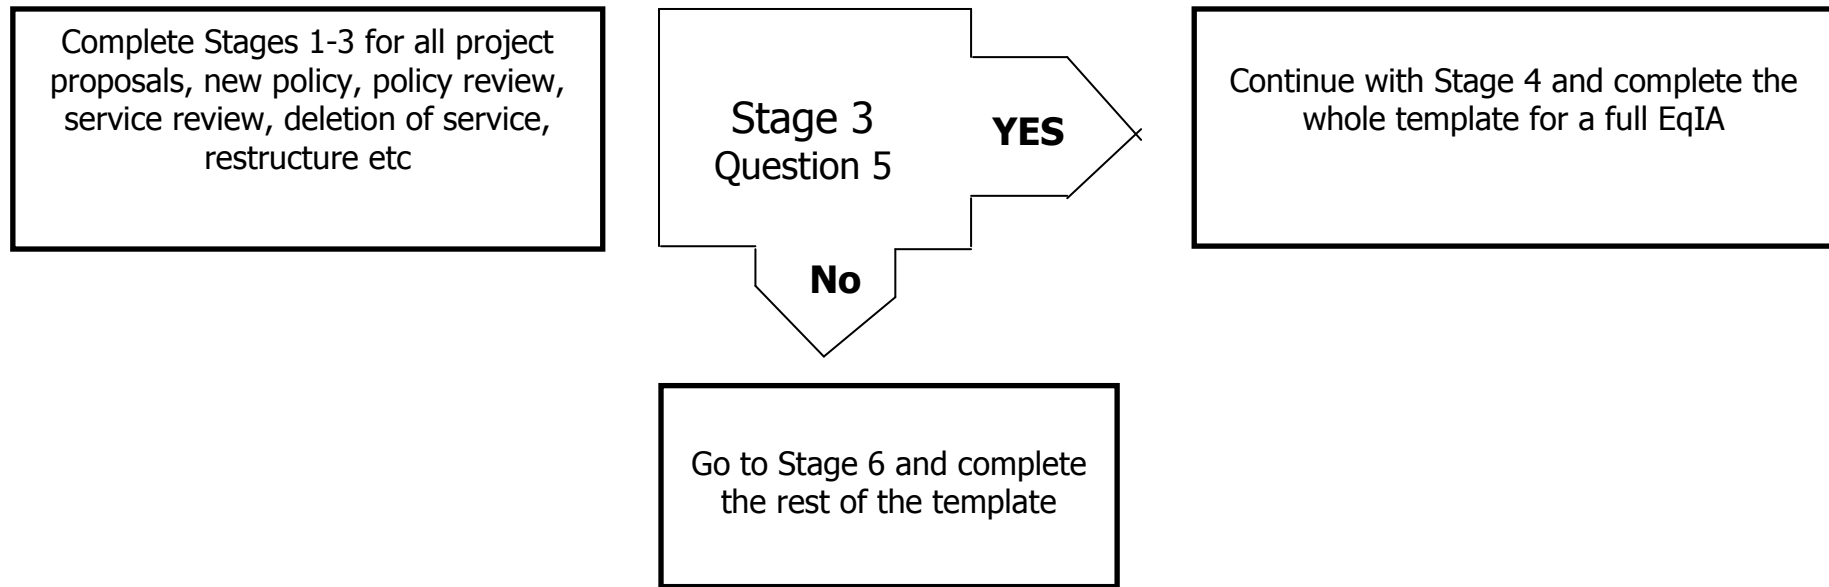 Complete Stages 1-3 for all project
proposals, new policy, policy review,
service review, deletion of service,
restructure etc
Stage 3
Question 5
YES
No
Continue with Stage 4 and complete the
whole template for a full EqIA
Go to Stage 6 and complete
the rest of the template